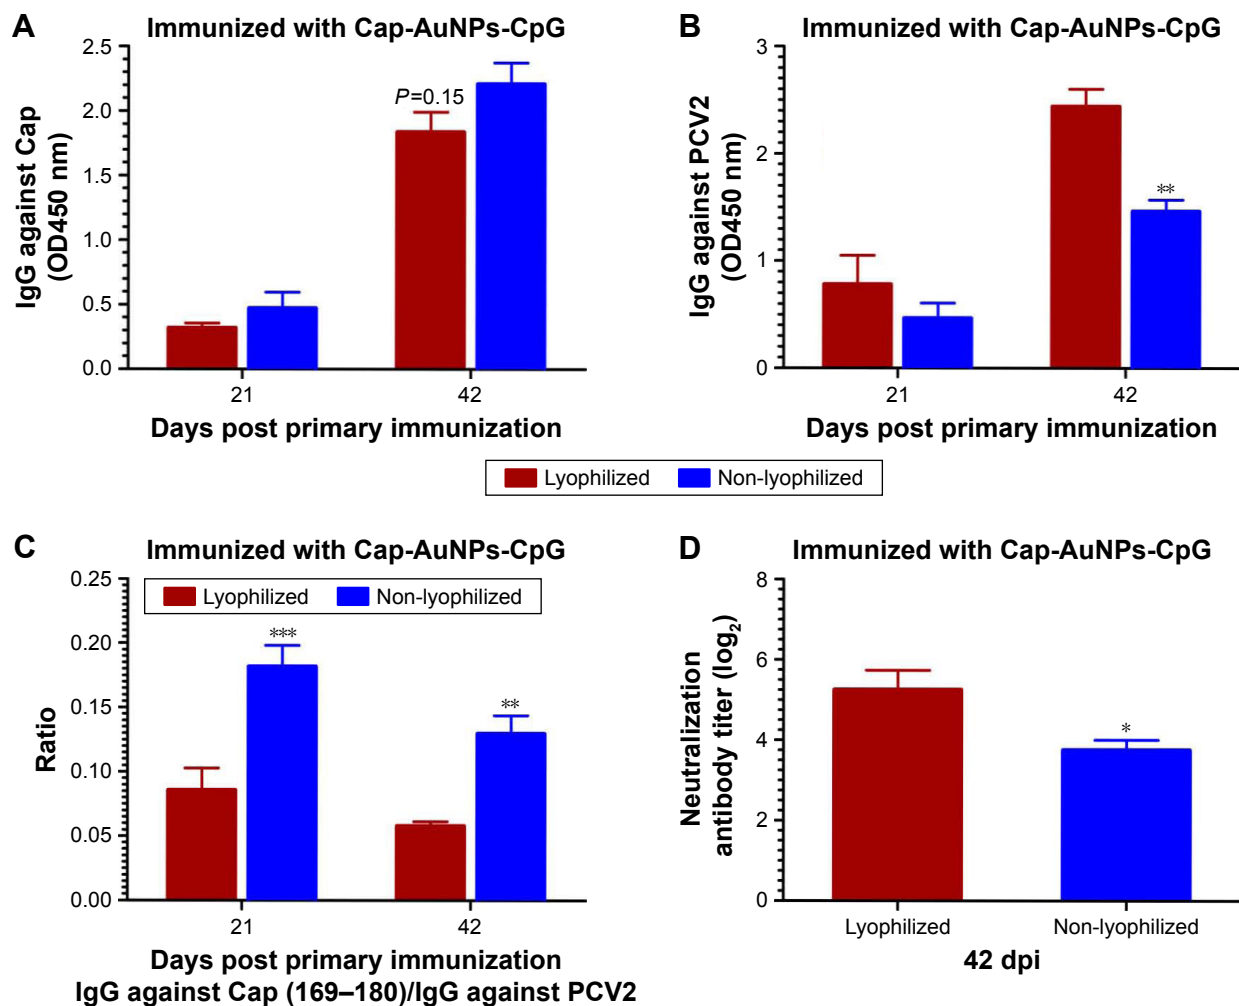 A
Immunized with Cap-AuNPs-CpG
IgG against Cap
(OD450 nm)
2.5
2.0
1.5
1.0
0.5
0.0
P=0.15
21
42
Days post primary immunization
B
Immunized with Cap-AuNPs-CpG
IgG against PCV2
(OD450 nm)
3
2
1
0
**
21
42
Days post primary immunization
Lyophilized
Non-lyophilized
C
Immunized with Cap-AuNPs-CpG
Lyophilized
Non-lyophilized
Ratio
0.25
0.20
0.15
0.10
0.05
0.00
***
**
21
42
Days post primary immunization
IgG against Cap (169–180)/IgG against PCV2
D
Immunized with Cap-AuNPs-CpG
Neutralization
antibody titer (log₂)
8
6
4
2
0
*
Lyophilized
Non-lyophilized
42 dpi